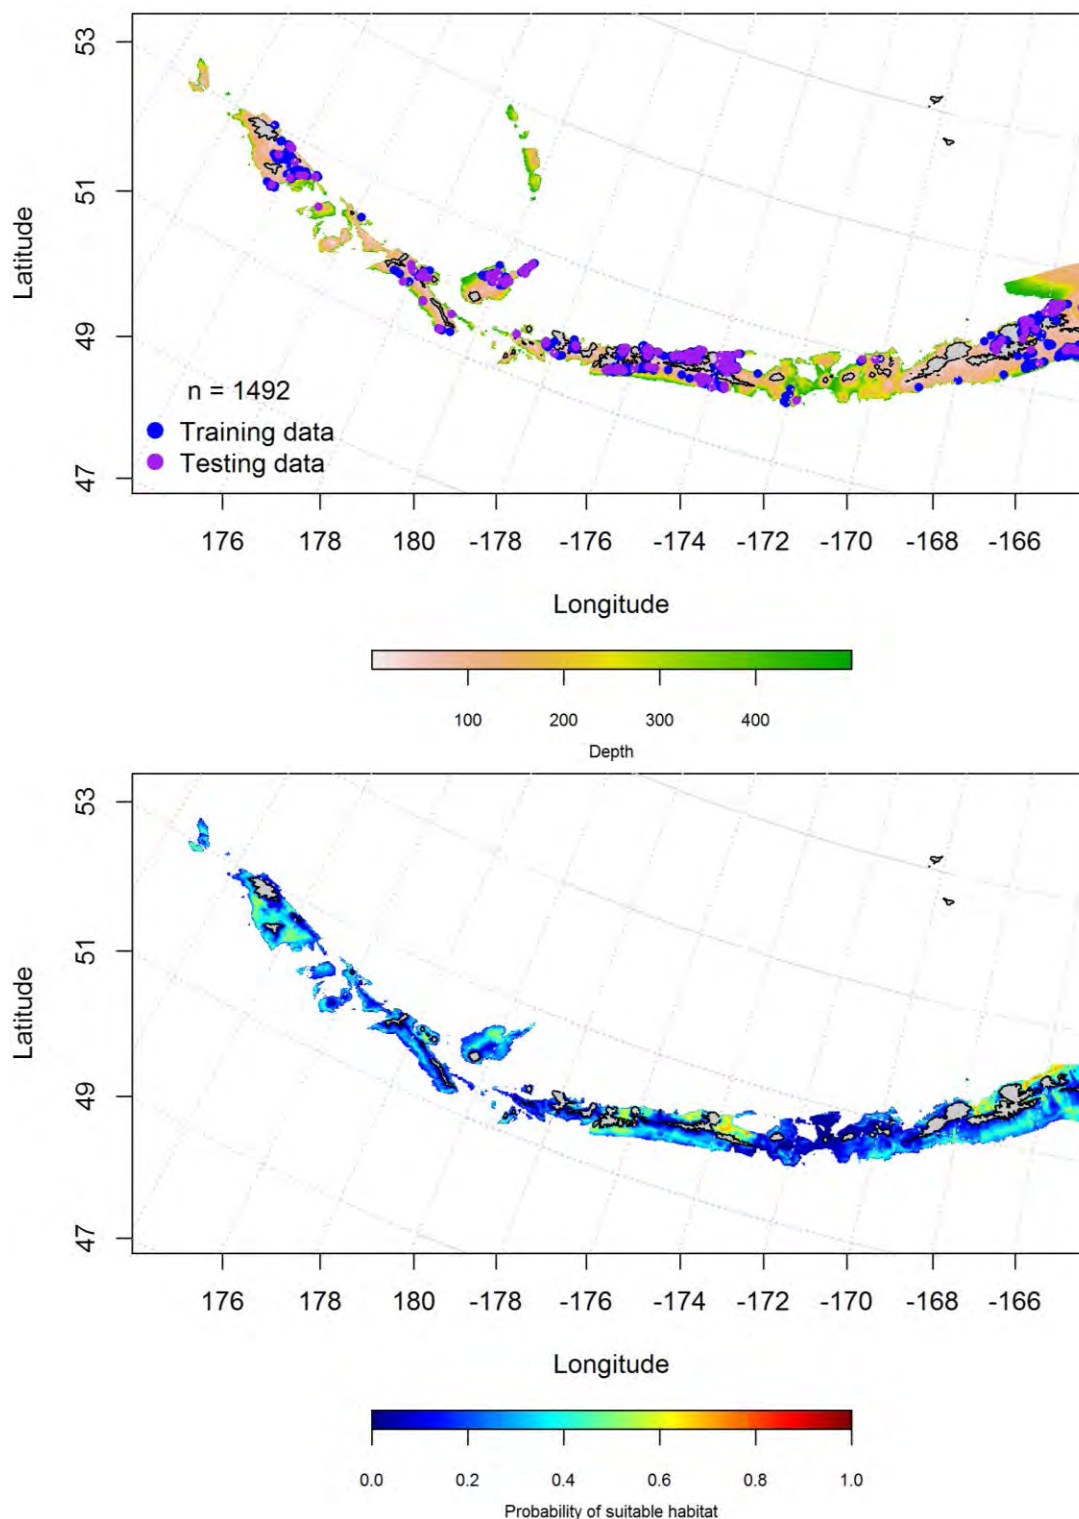 53
51
49
47
Latitude
n = 1492
Training data
Testing data
176 178 180 -178 -176 -174 -172 -170 -168 -166
Longitude
100 200 300 400
Depth
53
51
49
47
Latitude
176 178 180 -178 -176 -174 -172 -170 -168 -166
Longitude
0.0 0.2 0.4 0.6 0.8 1.0
Probability of suitable habitat